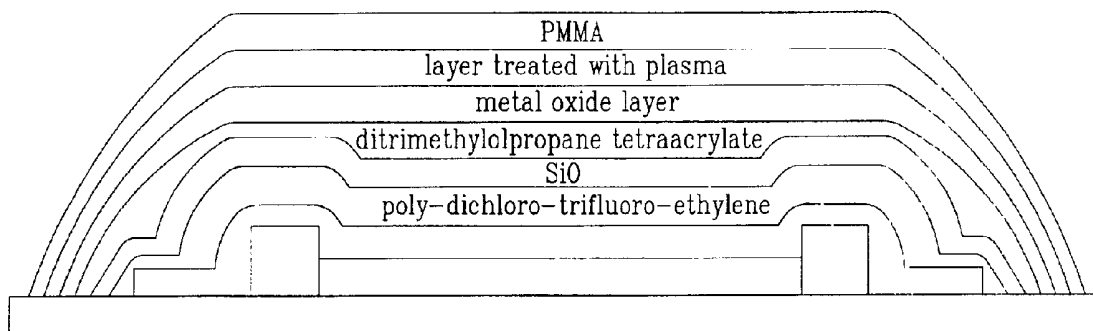 PMMA
layer treated with plasma
metal oxide layer
ditrimethylolpropane tetraacrylate
SiO
poly-dichloro-trifluoro-ethylene